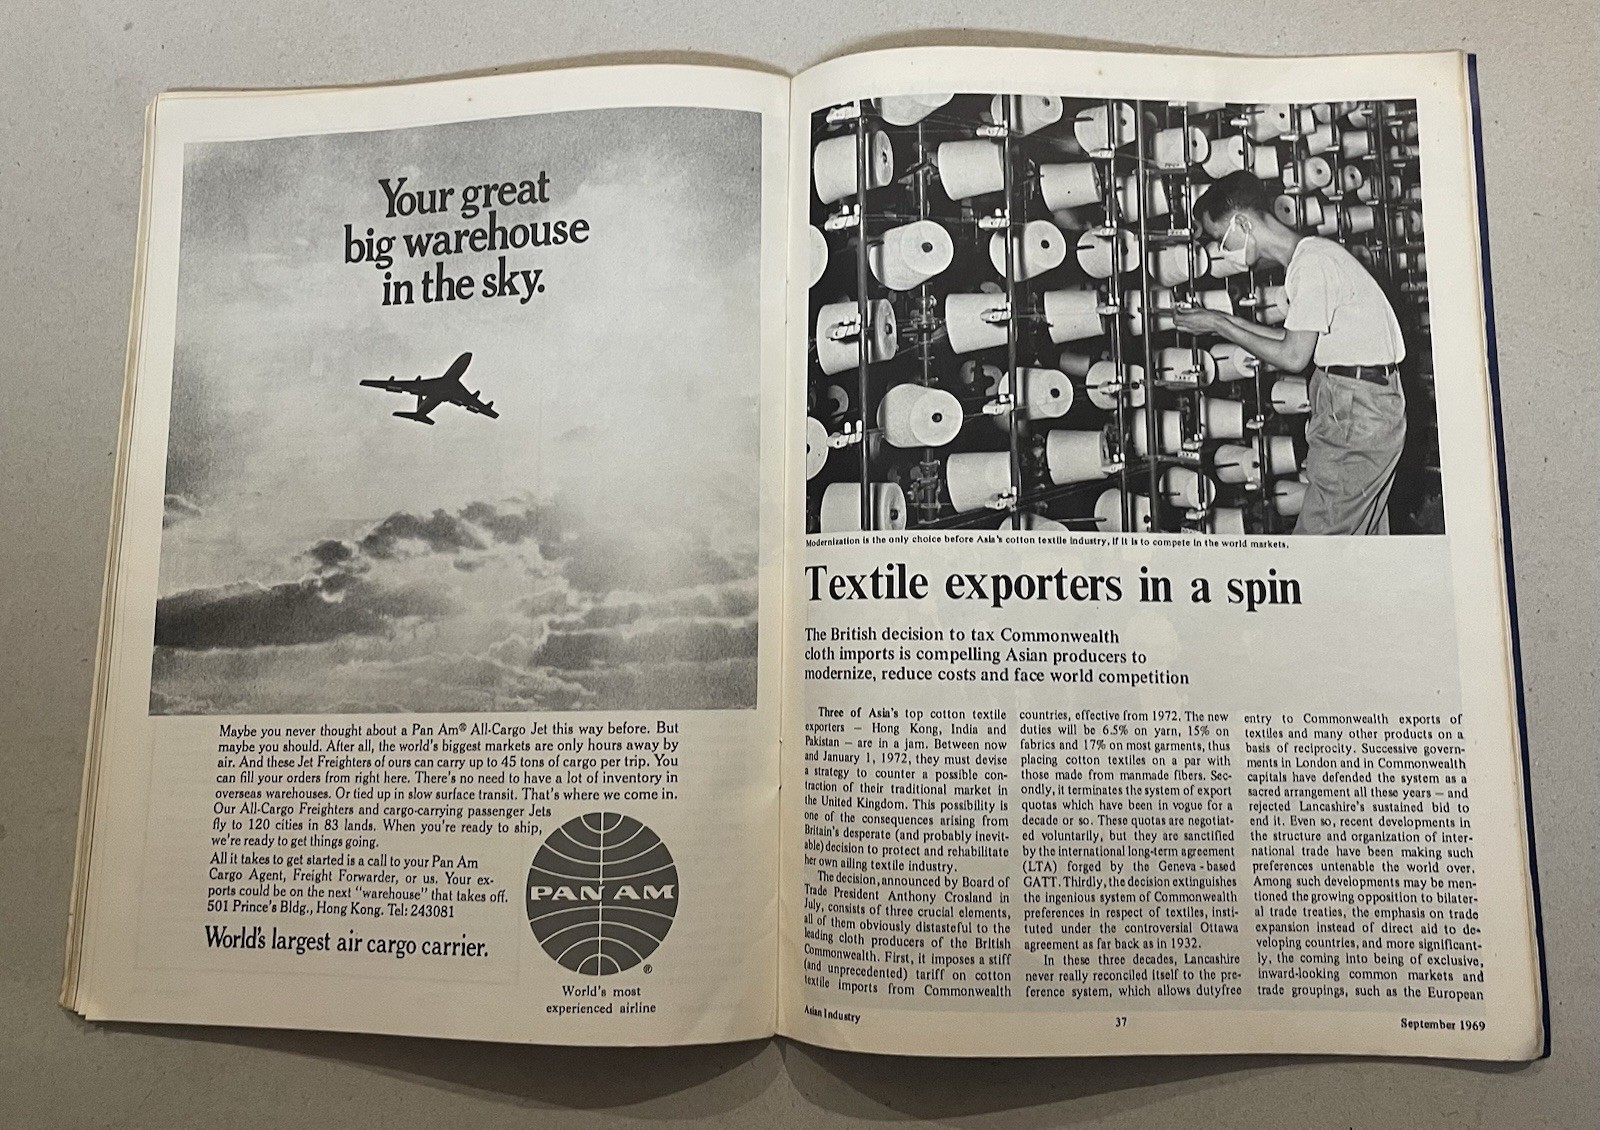 Your great
big warehouse
in the sky.
Maybe you never thought about a Pan Am® All-Cargo Jet this way before. But
maybe you should. After all, the world's biggest markets are only hours away by
air. And these Jet Freighters of ours can carry up to 45 tons of cargo per trip. You
can fill your orders from right here. There's no need to have a lot of inventory in
overseas warehouses. Or tied up in slow surface transit. That's where we come in.
Our All-Cargo Freighters and cargo-carrying passenger Jets
fly to 120 cities in 83 lands. When you're ready to ship,
we're ready to get things going.
All it takes to get started is a call to your Pan Am
Cargo Agent, Freight Forwarder, or us. Your ex-
ports could be on the next "warehouse" that takes off.
501 Prince's Bldg., Hong Kong. Tel: 243081
World's largest air cargo carrier.
PAN AM
®
World's most
experienced airline
Modernization is the only choice before Asia's cotton textile industry, if it is to compete in the world markets.
Textile exporters in a spin
The British decision to tax Commonwealth
cloth imports is compelling Asian producers to
modernize, reduce costs and face world competition
Three of Asia's top cotton textile
exporters — Hong Kong, India and
Pakistan — are in a jam. Between now
and January 1, 1972, they must devise
a strategy to counter a possible con-
traction of their traditional market in
the United Kingdom. This possibility is
one of the consequences arising from
Britain's desperate (and probably inevit-
able) decision to protect and rehabilitate
her own ailing textile industry.
The decision, announced by Board of
Trade President Anthony Crosland in
July, consists of three crucial elements,
all of them obviously distasteful to the
leading cloth producers of the British
Commonwealth. First, it imposes a stiff
(and unprecedented) tariff on cotton
textile imports from Commonwealth
countries, effective from 1972. The new
duties will be 6.5% on yarn, 15% on
fabrics and 17% on most garments, thus
placing cotton textiles on a par with
those made from manmade fibers. Sec-
ondly, it terminates the system of export
quotas which have been in vogue for a
decade or so. These quotas are negotiat-
ed voluntarily, but they are sanctified
by the international long-term agreement
(LTA) forged by the Geneva-based
GATT. Thirdly, the decision extinguishes
the ingenious system of Commonwealth
preferences in respect of textiles, insti-
tuted under the controversial Ottawa
agreement as far back as in 1932.
In these three decades, Lancashire
never really reconciled itself to the pre-
ference system, which allows dutyfree
entry to Commonwealth exports of
textiles and many other products on a
basis of reciprocity. Successive govern-
ments in London and in Commonwealth
capitals have defended the system as a
sacred arrangement all these years — and
rejected Lancashire's sustained bid to
end it. Even so, recent developments in
the structure and organization of inter-
national trade have been making such
preferences untenable the world over.
Among such developments may be men-
tioned the growing opposition to bilater-
al trade treaties, the emphasis on trade
expansion instead of direct aid to de-
veloping countries, and more significant-
ly, the coming into being of exclusive,
inward-looking common markets and
trade groupings, such as the European
Asian Industry
37
September 1969